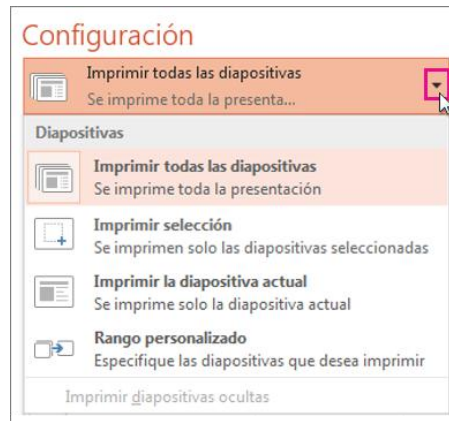 Configuración
Imprimir todas las diapositivas
Se imprime toda la presenta...
Diapositivas
Imprimir todas las diapositivas
Se imprime toda la presentación
Imprimir selección
Se imprimen solo las diapositivas seleccionadas
Imprimir la diapositiva actual
Se imprime solo la diapositiva actual
Rango personalizado
Especifique las diapositivas que desea imprimir
Imprimir diapositivas ocultas